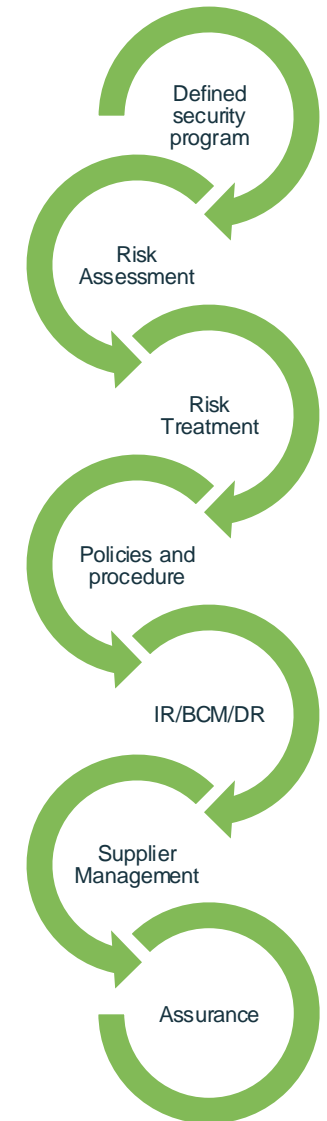 Defined
security
program
Risk
Assessment
Risk
Treatment
Policies and
procedure
IR/BCM/DR
Supplier
Management
Assurance